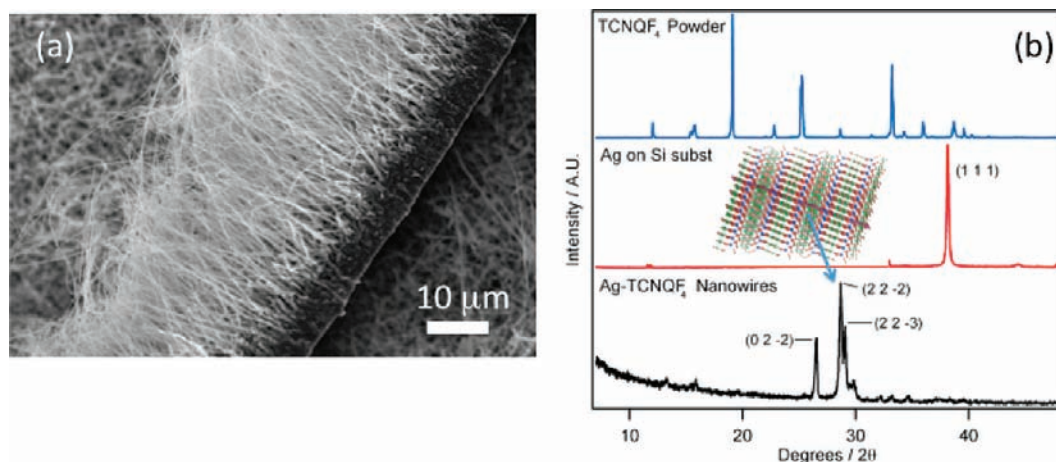 (a)
10 μm
(b)
TCNQF₄ Powder
Ag on Si subst
(1 1 1)
Intensity / A.U.
Ag-TCNQF₄ Nanowires
(2 2 -2)
(2 2 -3)
(0 2 -2)
10 20 30 40
Degrees / 2θ